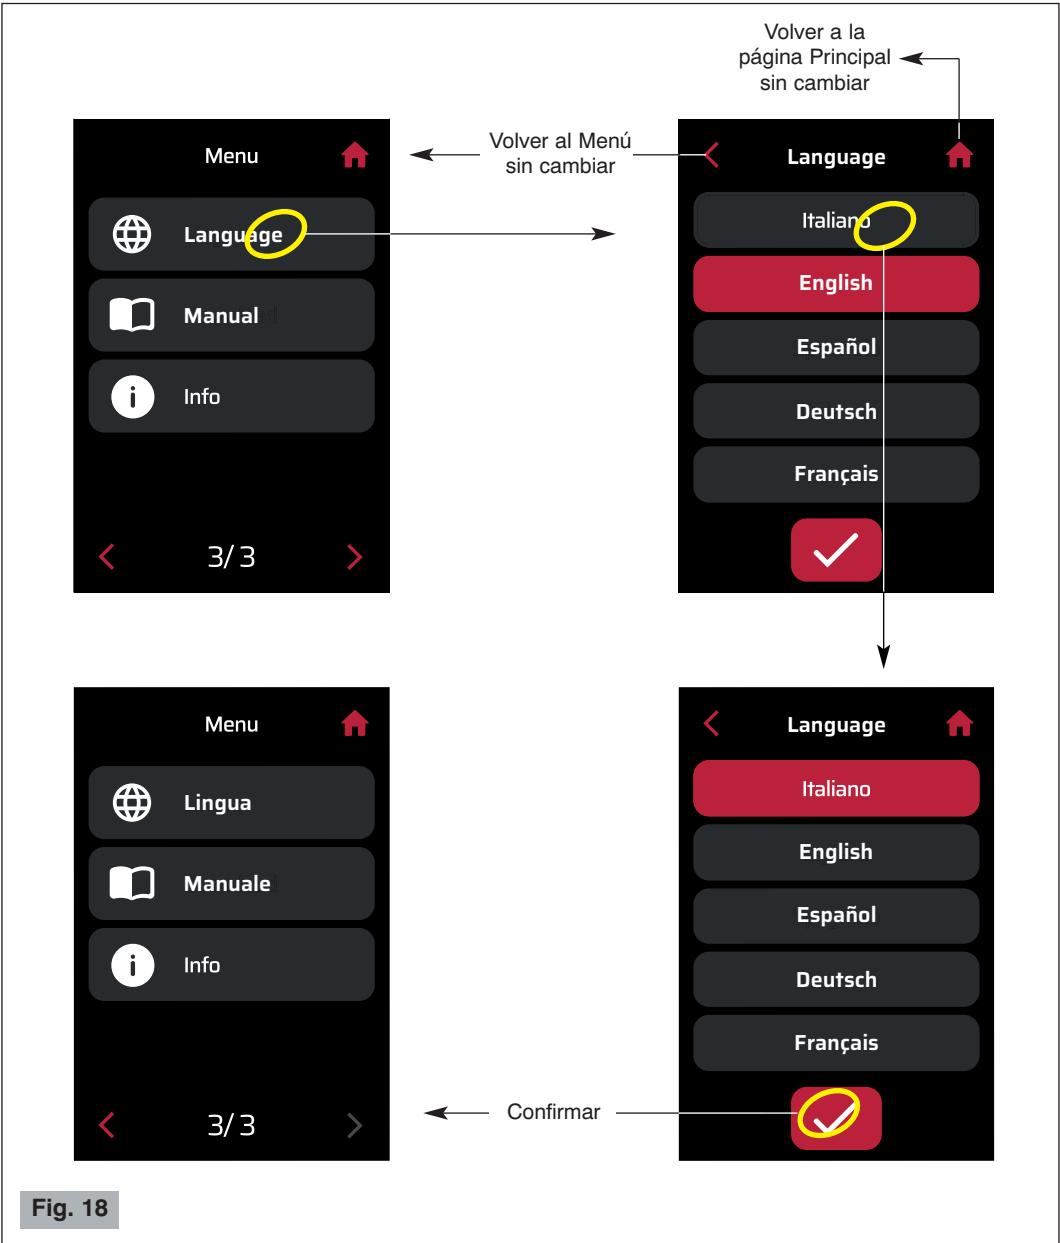 Volver a la
página Principal
sin cambiar
Volver al Menú
sin cambiar
Menu
Language
Manual
Info
3/3
Language
Italiano
English
Español
Deutsch
Français
Menu
Lingua
Manuale
Info
3/3
Language
Italiano
English
Español
Deutsch
Français
Confirmar
Fig. 18